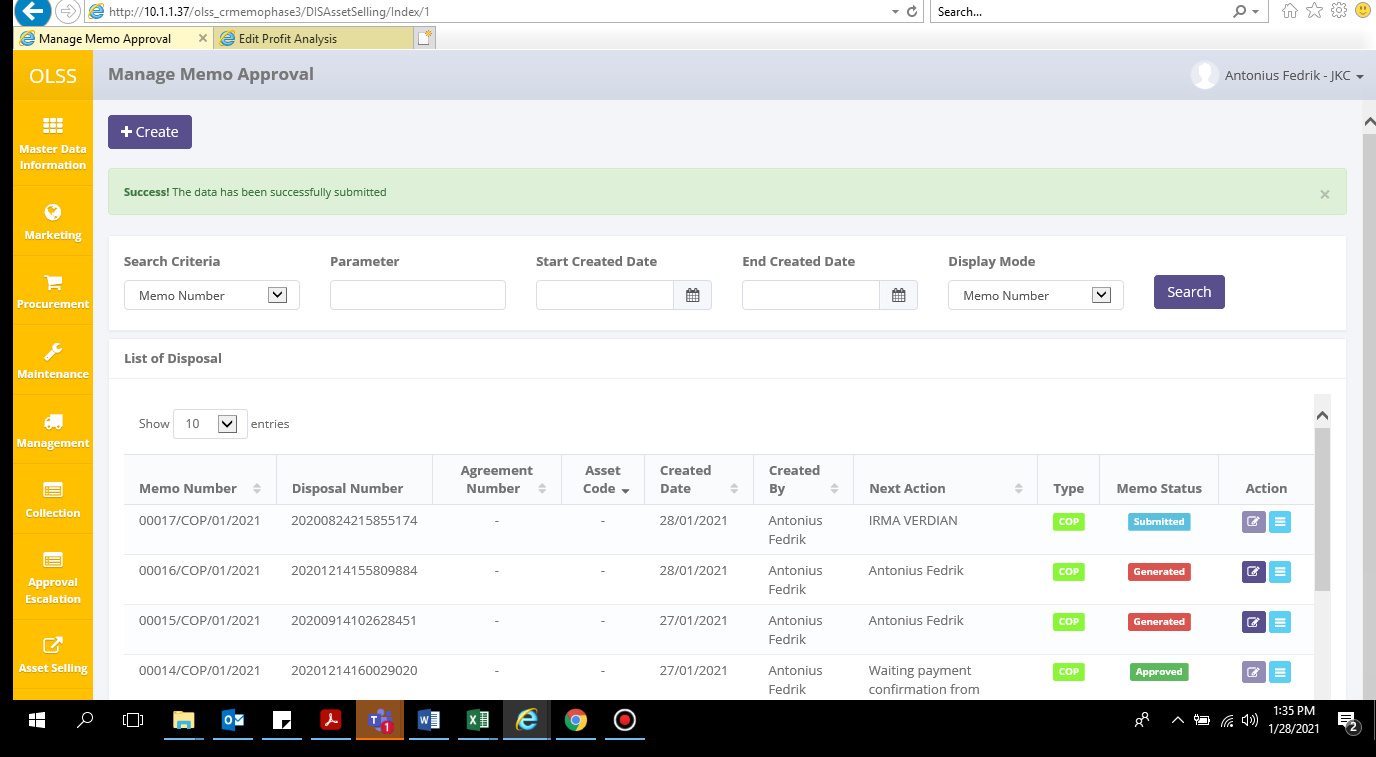 http://10.1.1.37/olss_crmemophase3/DISAssetSelling/Index/1
Search...
Manage Memo Approval
Edit Profit Analysis
OLSS
Manage Memo Approval
Antonius Fedrik - JKC
Create
Success! The data has been successfully submitted
Master Data
Information
Marketing
Procurement
Maintenance
Management
Collection
Approval
Escalation
Asset Selling
Search Criteria Parameter Start Created Date End Created Date Display Mode
Memo Number Memo Number Search
List of Disposal
Show 10 entries
Memo Number Disposal Number Agreement Number Asset Code Created Date Created By Next Action Type Memo Status Action
00017/COP/01/2021 20200824215855174 - - 28/01/2021 Antonius IRMA VERDIAN COP Submitted
Fedrik
00016/COP/01/2021 20201214155809884 - - 28/01/2021 Antonius Antonius Fedrik COP Generated
Fedrik
00015/COP/01/2021 20200914102628451 - - 27/01/2021 Antonius Antonius Fedrik COP Generated
Fedrik
00014/COP/01/2021 20201214160029020 - - 27/01/2021 Antonius Waiting payment COP Approved
Fedrik confirmation from
1
1:35 PM
1/28/2021
2